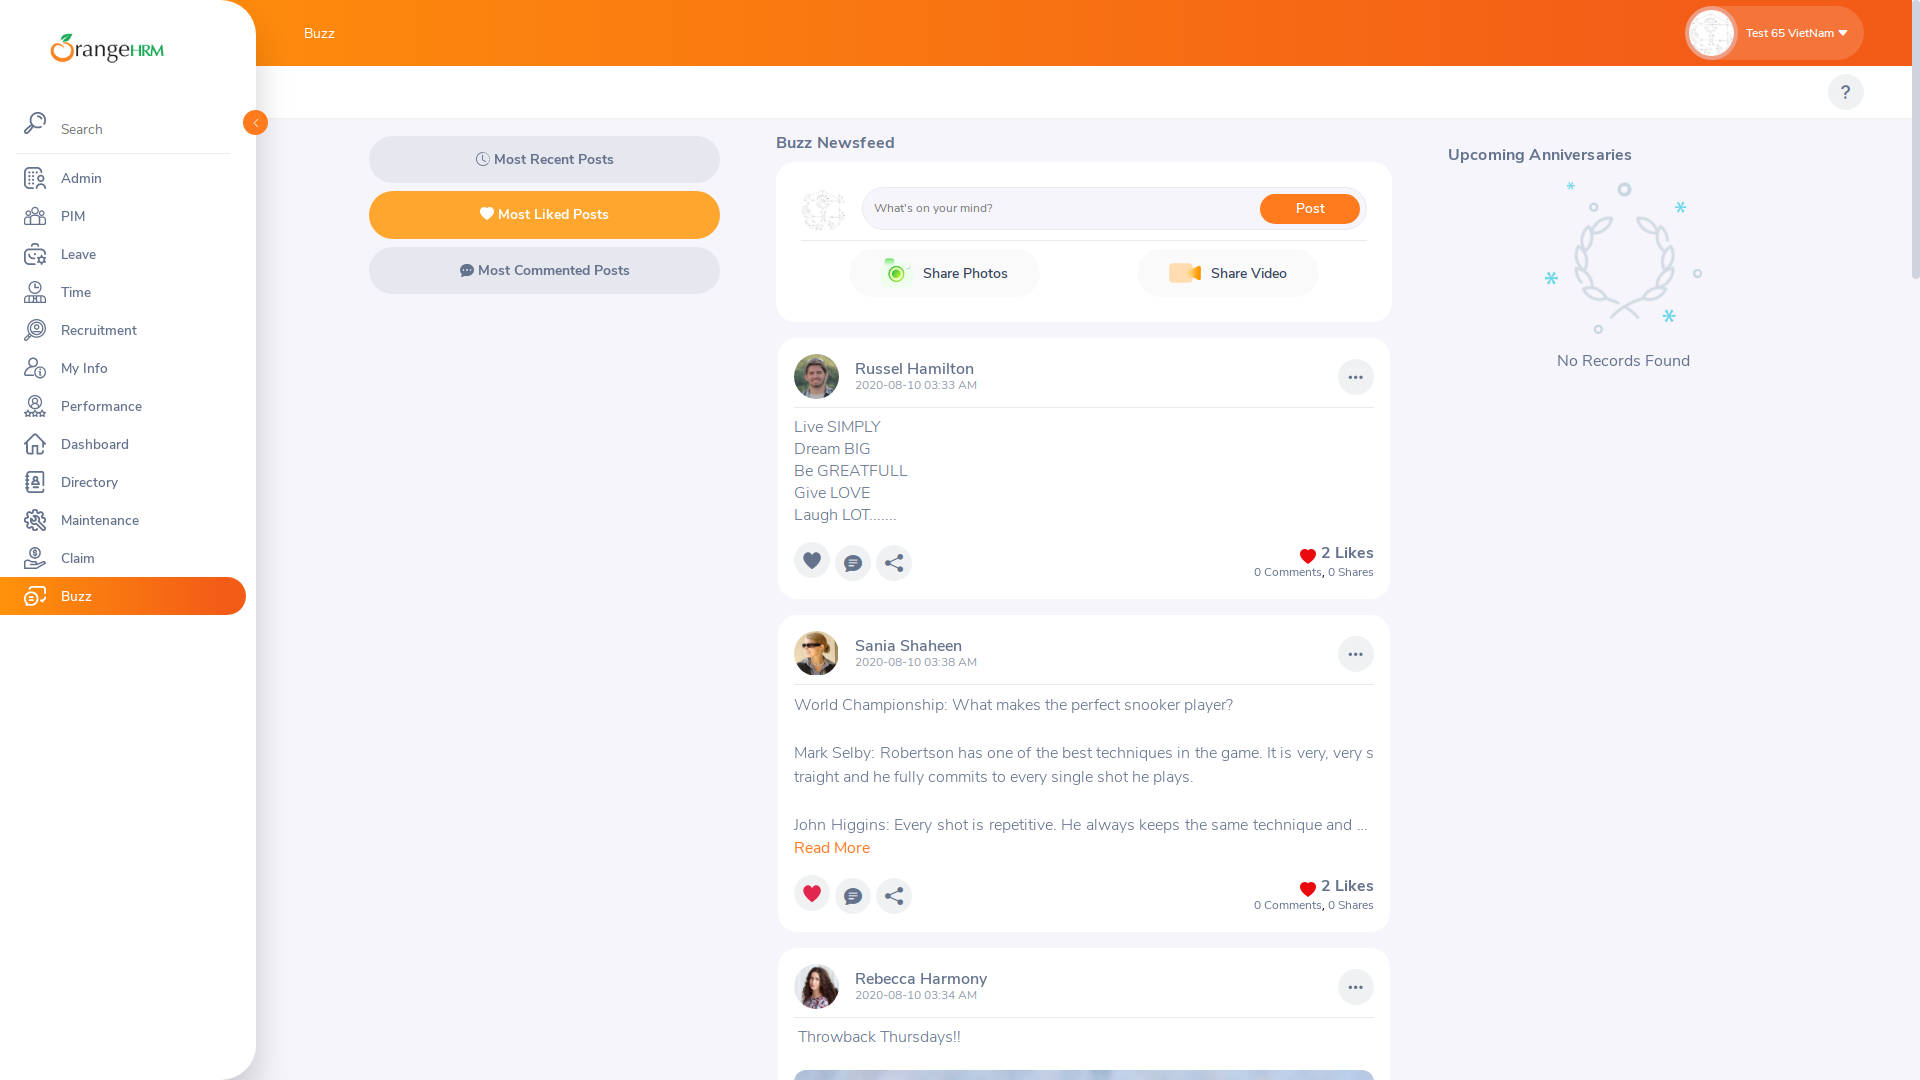 OrangeHRM
Search
Admin
PIM
Leave
Time
Recruitment
My Info
Performance
Dashboard
Directory
Maintenance
Claim
Buzz
Buzz
Test 65 VietNam
?
Most Recent Posts
Most Liked Posts
Most Commented Posts
Buzz Newsfeed
What's on your mind?
Post
Share Photos
Share Video
Russel Hamilton
2020-08-10 03:33 AM
Live SIMPLY
Dream BIG
Be GREATFULL
Give LOVE
Laugh LOT.......
2 Likes
0 Comments, 0 Shares
Sania Shaheen
2020-08-10 03:38 AM
World Championship: What makes the perfect snooker player?
Mark Selby: Robertson has one of the best techniques in the game. It is very, very s
traight and he fully commits to every single shot he plays.
John Higgins: Every shot is repetitive. He always keeps the same technique and ...
Read More
2 Likes
0 Comments, 0 Shares
Rebecca Harmony
2020-08-10 03:34 AM
Throwback Thursdays!!
Upcoming Anniversaries
No Records Found